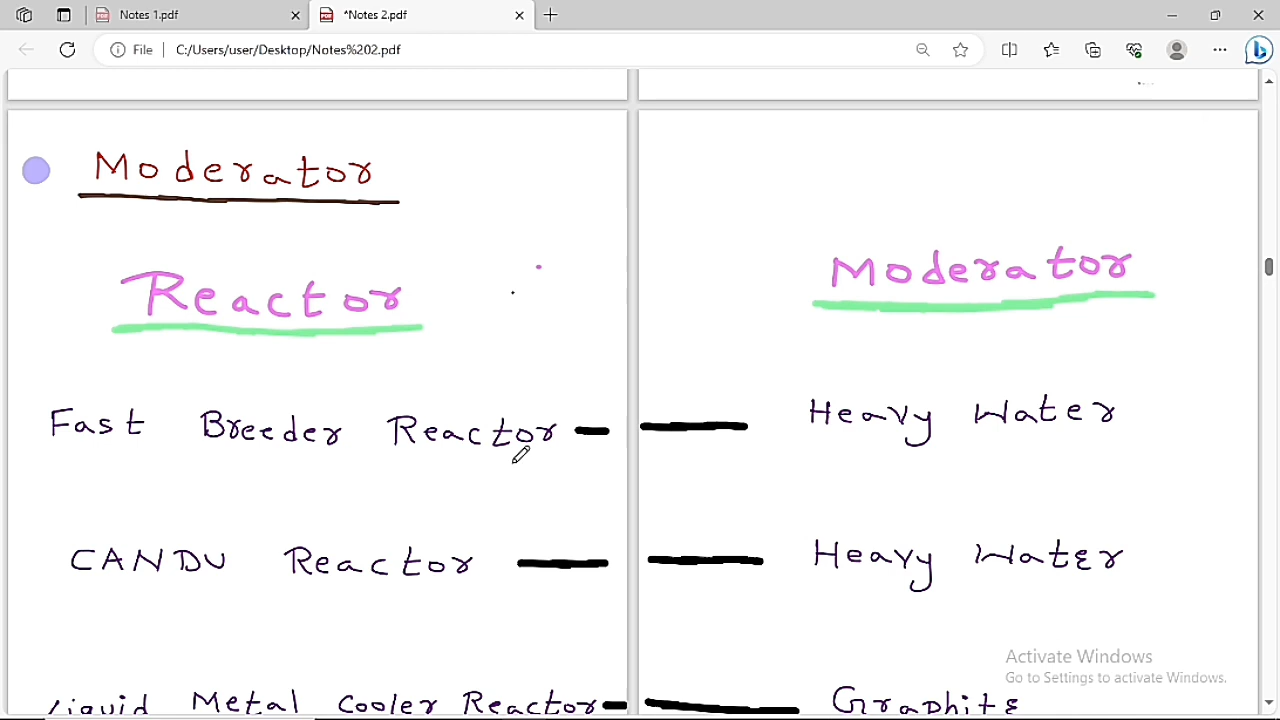 Notes 1.pdf
*Notes 2.pdf
File
C:/Users/user/Desktop/Notes%202.pdf
Moderator
Reactor
Moderator
Fast Breeder Reactor - — Heavy Water
CANDU Reactor — — Heavy Water
Liquid Metal Cooler Reactor - — Graphite
Activate Windows
Go to Settings to activate Windows.